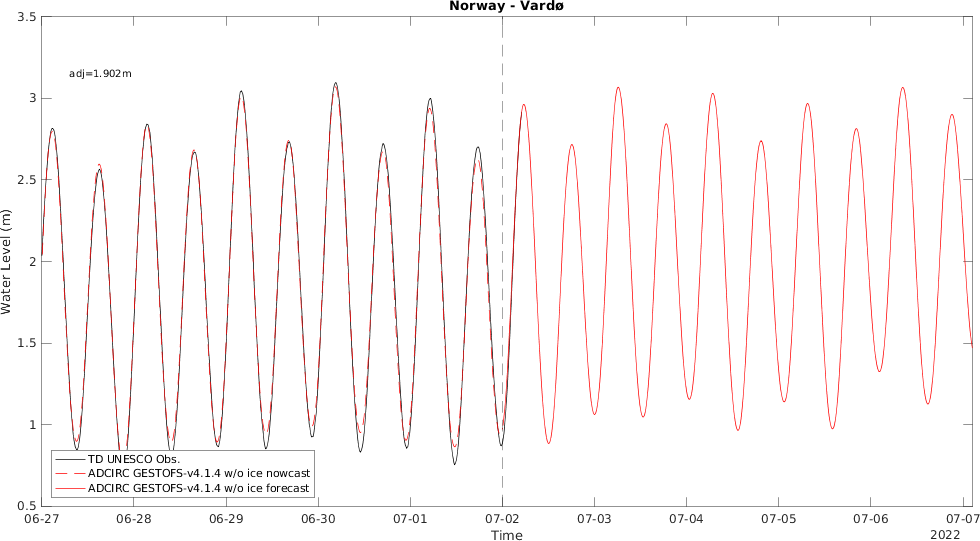 Norway - Vardø
3.5
adj=1.902m
3
2.5
2
1.5
1
0.5
Water Level (m)
TD UNESCO Obs.
ADCIRC GESTOFS-v4.1.4 w/o ice nowcast
ADCIRC GESTOFS-v4.1.4 w/o ice forecast
06-27 06-28 06-29 06-30 07-01 07-02 07-03 07-04 07-05 07-06 07-07
Time
2022